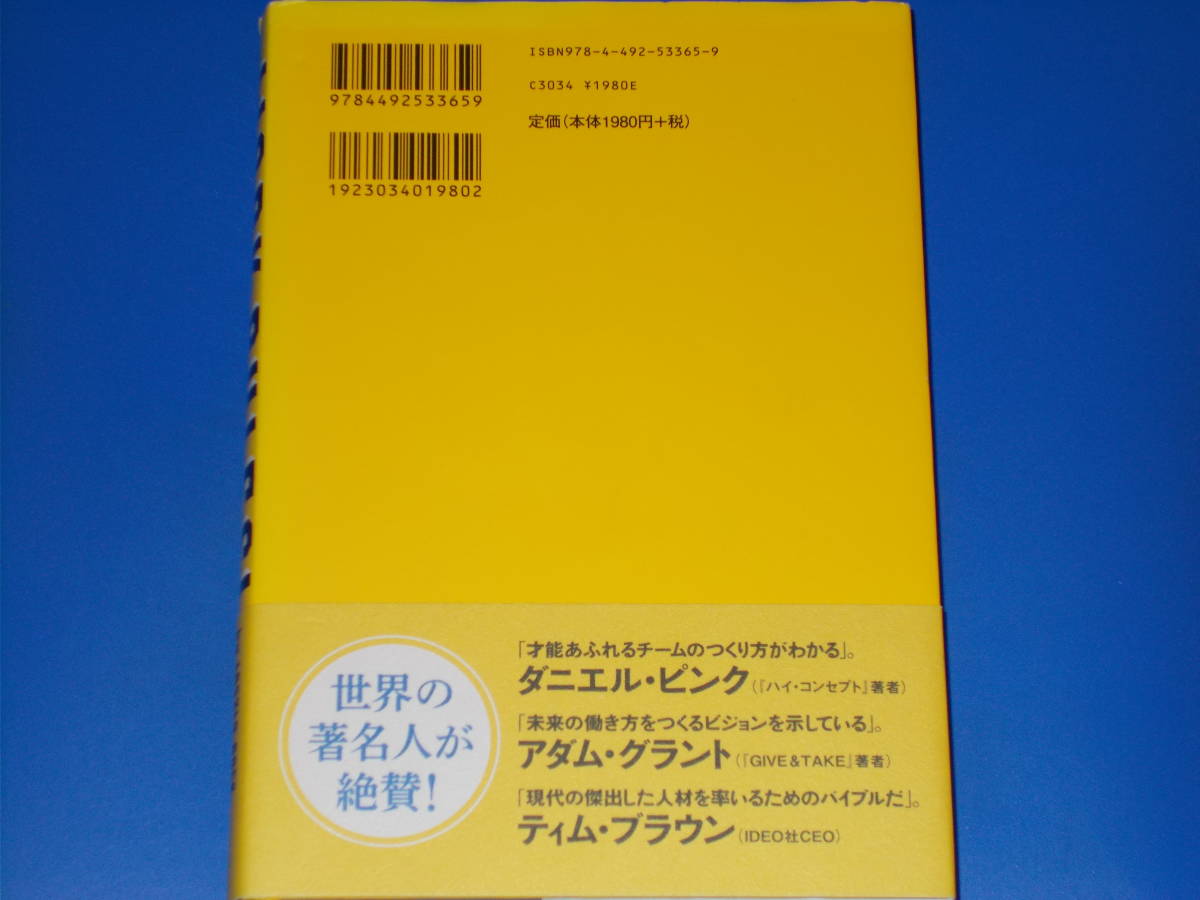 9784492533659
1923034019802
ISBN978-4-492-53365-9
C3034 ¥1980E
定価(本体1980円+税)
世界の
著名人が
絶賛!
「才能あふれるチームのつくり方がわかる」。
ダニエル・ピンク(『ハイ・コンセプト』著者)
「未来の働き方をつくるビジョンを示している」。
アダム・グラント(『GIVE&TAKE』著者)
「現代の傑出した人材を率いるためのバイブルだ」。
ティム・ブラウン(IDEO社CEO)